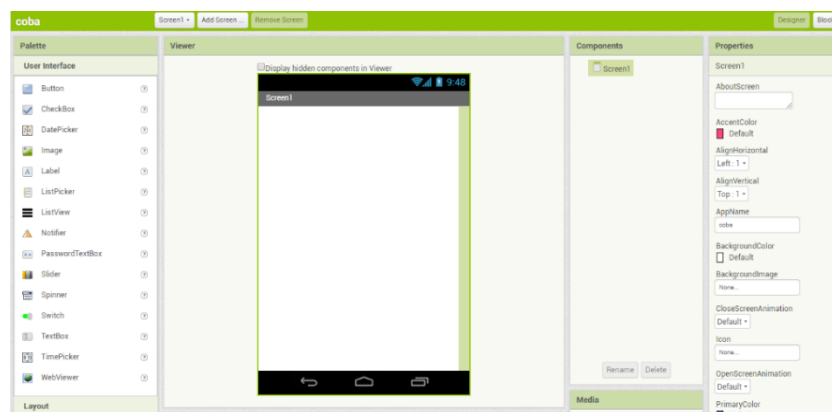 coba
Screen1
Add Screen ...
Remove Screen
Designer
Palette
User Interface
Button
CheckBox
DatePicker
Image
Label
ListPicker
ListView
Notifier
PasswordTextBox
Slider
Spinner
Switch
TextBox
TimePicker
WebViewer
Layout
Viewer
Display hidden components in Viewer
9:48
Screen1
Components
Screen1
Rename
Delete
Media
Properties
Screen1
AboutScreen
AccentColor
Default
AlignHorizontal
Left : 1
AlignVertical
Top : 1
AppName
coba
BackgroundColor
Default
BackgroundImage
None...
CloseScreenAnimation
Default
Icon
None...
OpenScreenAnimation
Default
PrimaryColor